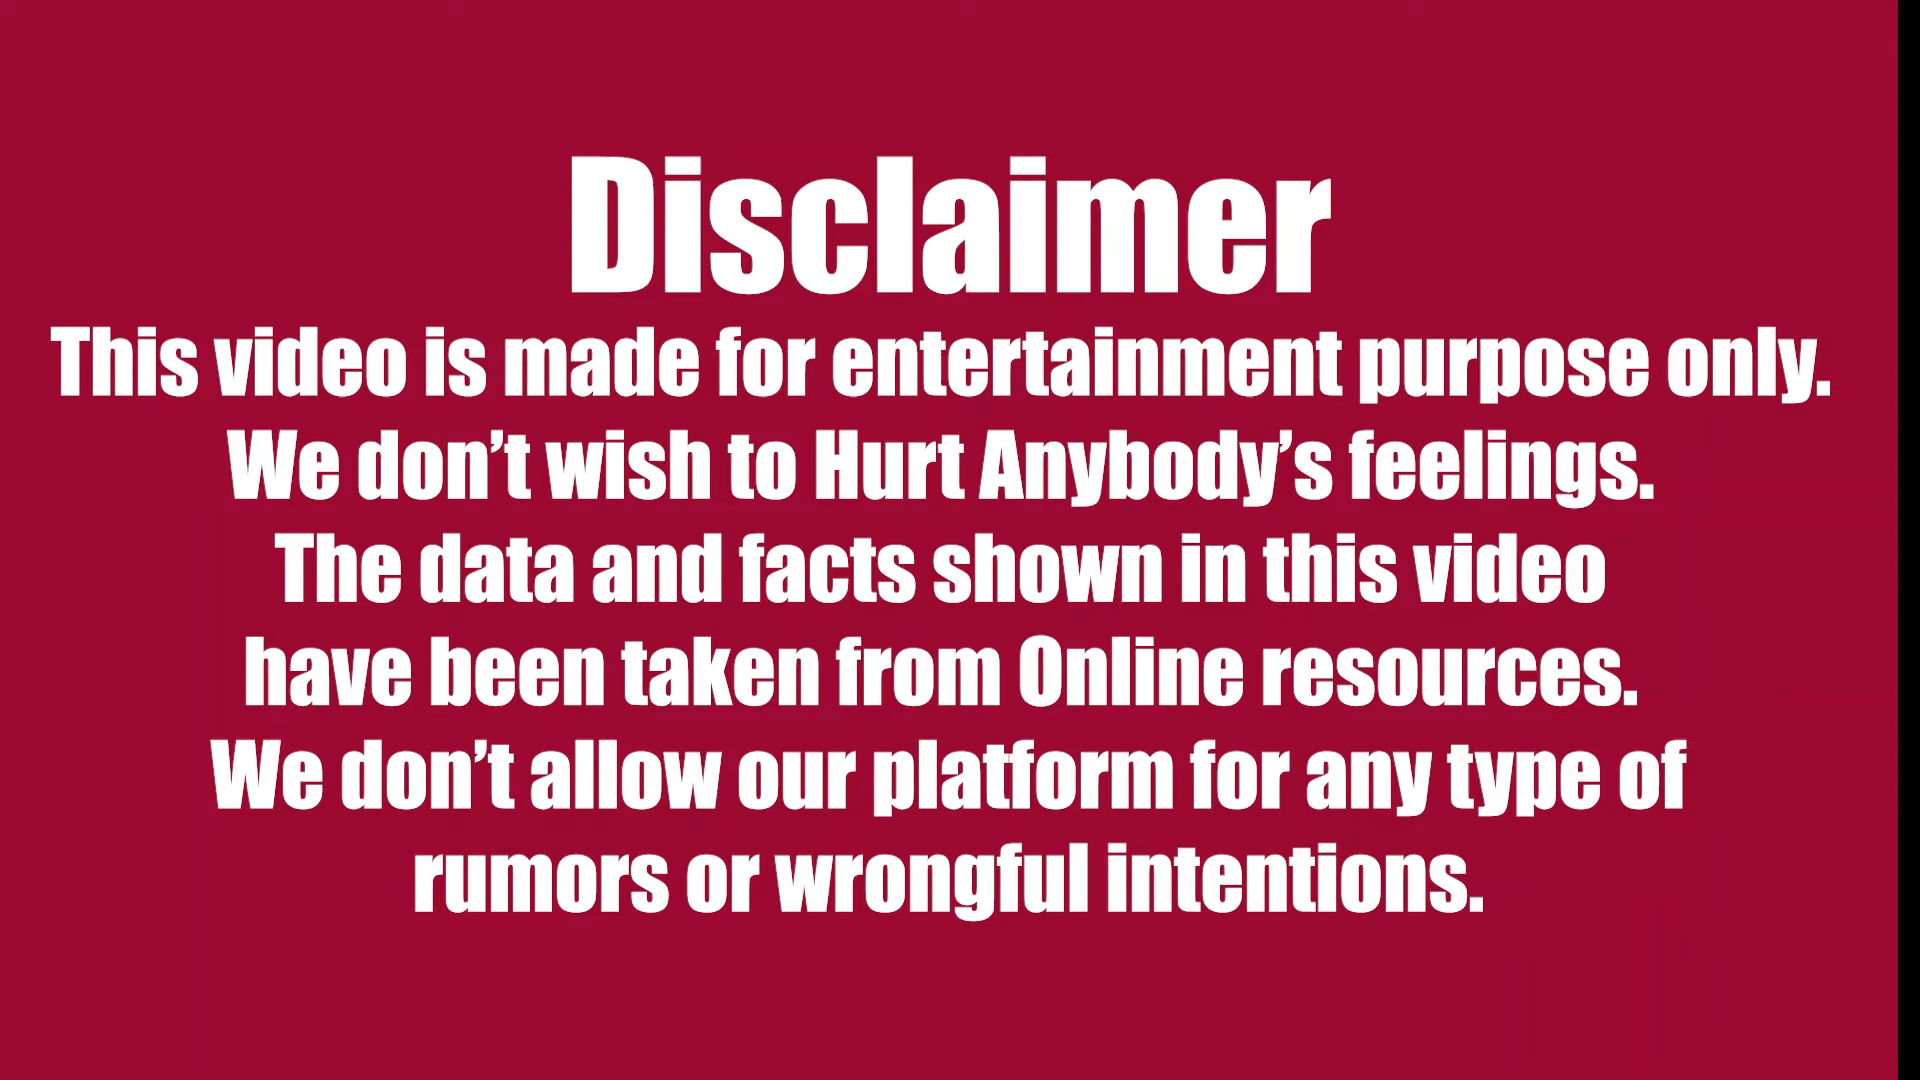 Disclaimer
This video is made for entertainment purpose only.
We don’t wish to Hurt Anybody’s feelings.
The data and facts shown in this video
have been taken from Online resources.
We don’t allow our platform for any type of
rumors or wrongful intentions.